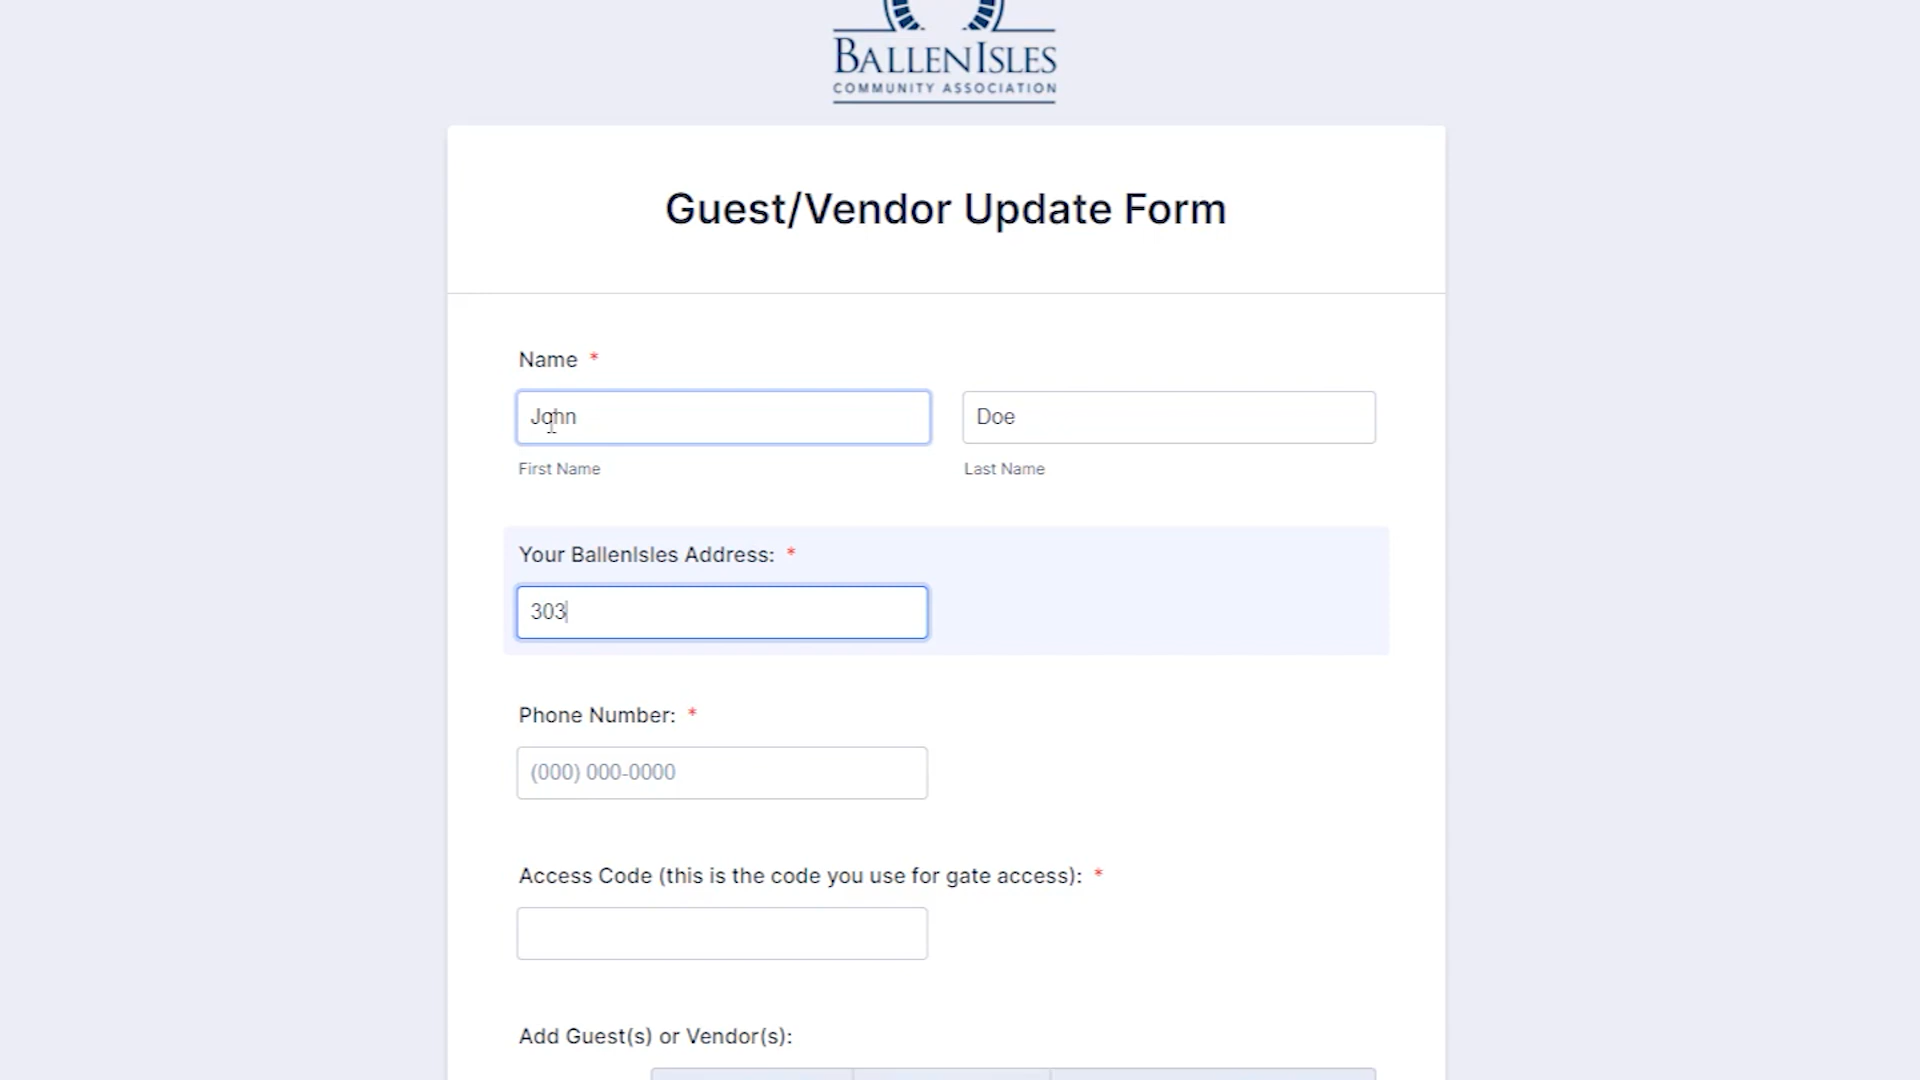 BALLENISLES
COMMUNITY ASSOCIATION
Guest/Vendor Update Form
Name *
John
Doe
First Name
Last Name
Your BallenIsles Address: *
303
Phone Number: *
(000) 000-0000
Access Code (this is the code you use for gate access): *
Add Guest(s) or Vendor(s):